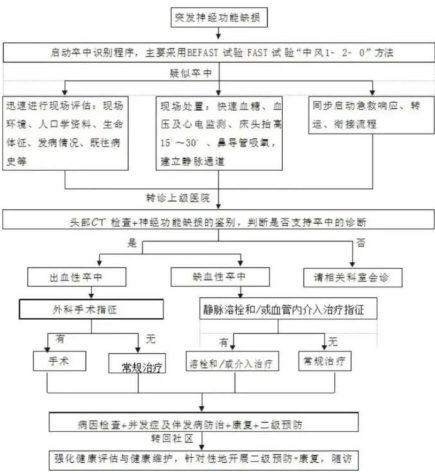 突发神经功能缺损
启动卒中识别程序，主要采用BEFAST 试验 FAST 试 验“中风1- 2- 0”方法
疑似卒中
迅速进行现场评估：现场
环境、人口学资料、生命
体征、发病情况、既往病
史等
现场处置：快速血糖、血
压及心电监测、床头抬高
15˙～30˙ 、鼻导管吸氧，
建立静脉通道
同步启动急救响应、转
运、衔接流程
转诊上级医院
头部CT 检查+神经功能缺损的鉴别，判断是否支持卒中的诊断
是
否
出血性卒中
缺血性卒中
请相关科室会诊
外科手术指征
静脉溶栓和/或血管内介入治疗指征
有
无
有
无
手术
常规治疗
溶栓和/或介入治疗
常规治疗
病因检查+并发症及伴发病防治+康复+二级预防
转回社区
强化健康评估与健康维护，针对性地开展二级预防+康复，随访